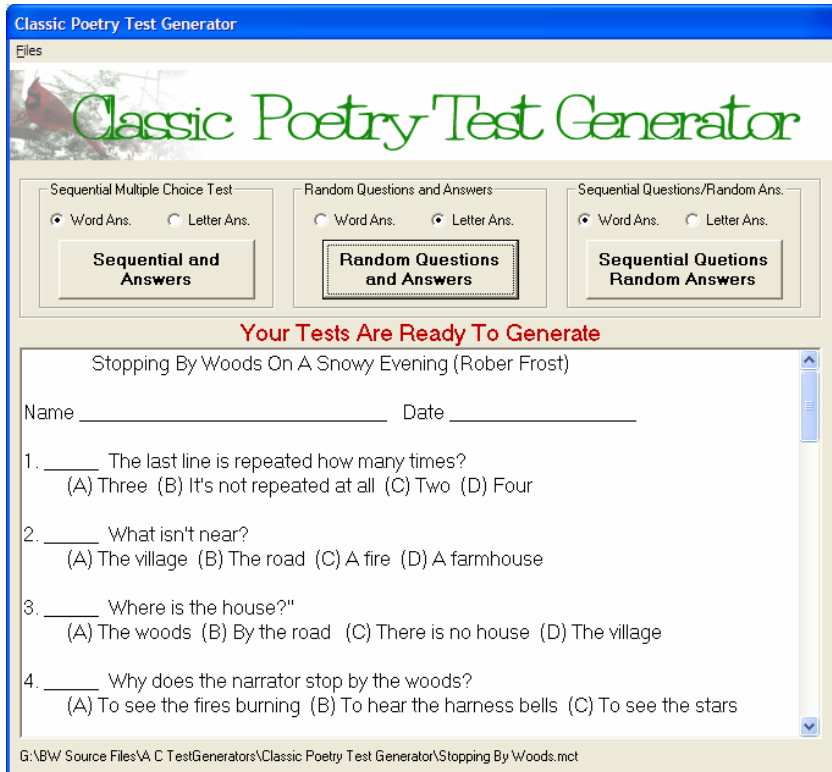 Classic Poetry Test Generator
Files
Classic Poetry Test Generator
Sequential Multiple Choice Test
Word Ans. Letter Ans.
Sequential and
Answers
Random Questions and Answers
Word Ans. Letter Ans.
Random Questions
and Answers
Sequential Questions/Random Ans.
Word Ans. Letter Ans.
Sequential Quetions
Random Answers
Your Tests Are Ready To Generate
Stopping By Woods On A Snowy Evening (Rober Frost)
Name ______________________________ Date __________________
1. _____ The last line is repeated how many times?
(A) Three (B) It's not repeated at all (C) Two (D) Four
2. _____ What isn't near?
(A) The village (B) The road (C) A fire (D) A farmhouse
3. _____ Where is the house?"
(A) The woods (B) By the road (C) There is no house (D) The village
4. _____ Why does the narrator stop by the woods?
(A) To see the fires burning (B) To hear the harness bells (C) To see the stars
G:\BW Source Files\A C TestGenerators\Classic Poetry Test Generator\Stopping By Woods.mct